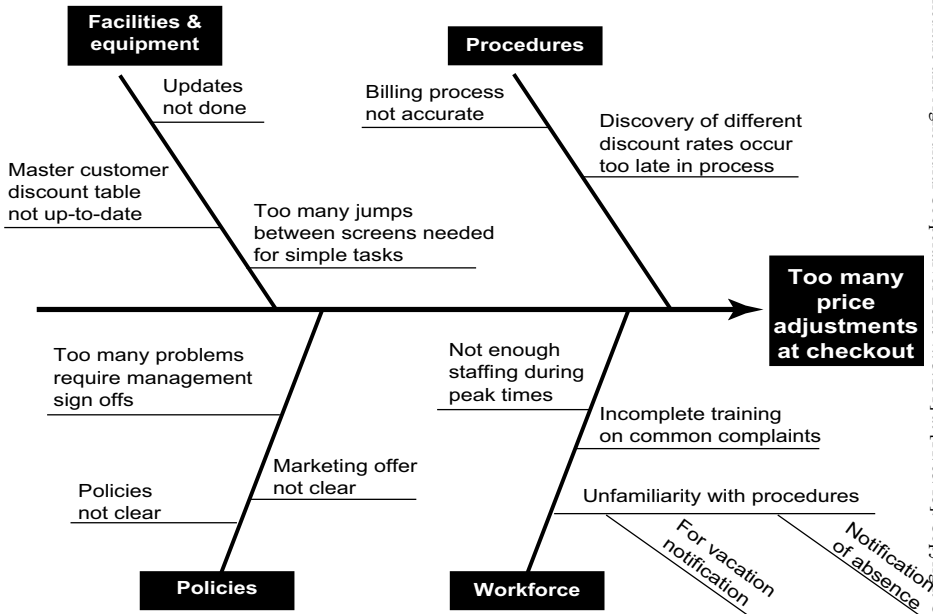 Facilities &
equipment
Procedures
Updates
not done
Billing process
not accurate
Discovery of different
discount rates occur
too late in process
Master customer
discount table
not up-to-date
Too many jumps
between screens needed
for simple tasks
Too many
price
adjustments
at checkout
Too many problems
require management
sign offs
Not enough
staffing during
peak times
Incomplete training
on common complaints
Marketing offer
not clear
Policies
not clear
Unfamiliarity with procedures
For vacation
notification
Notification
of absence
Policies
Workforce